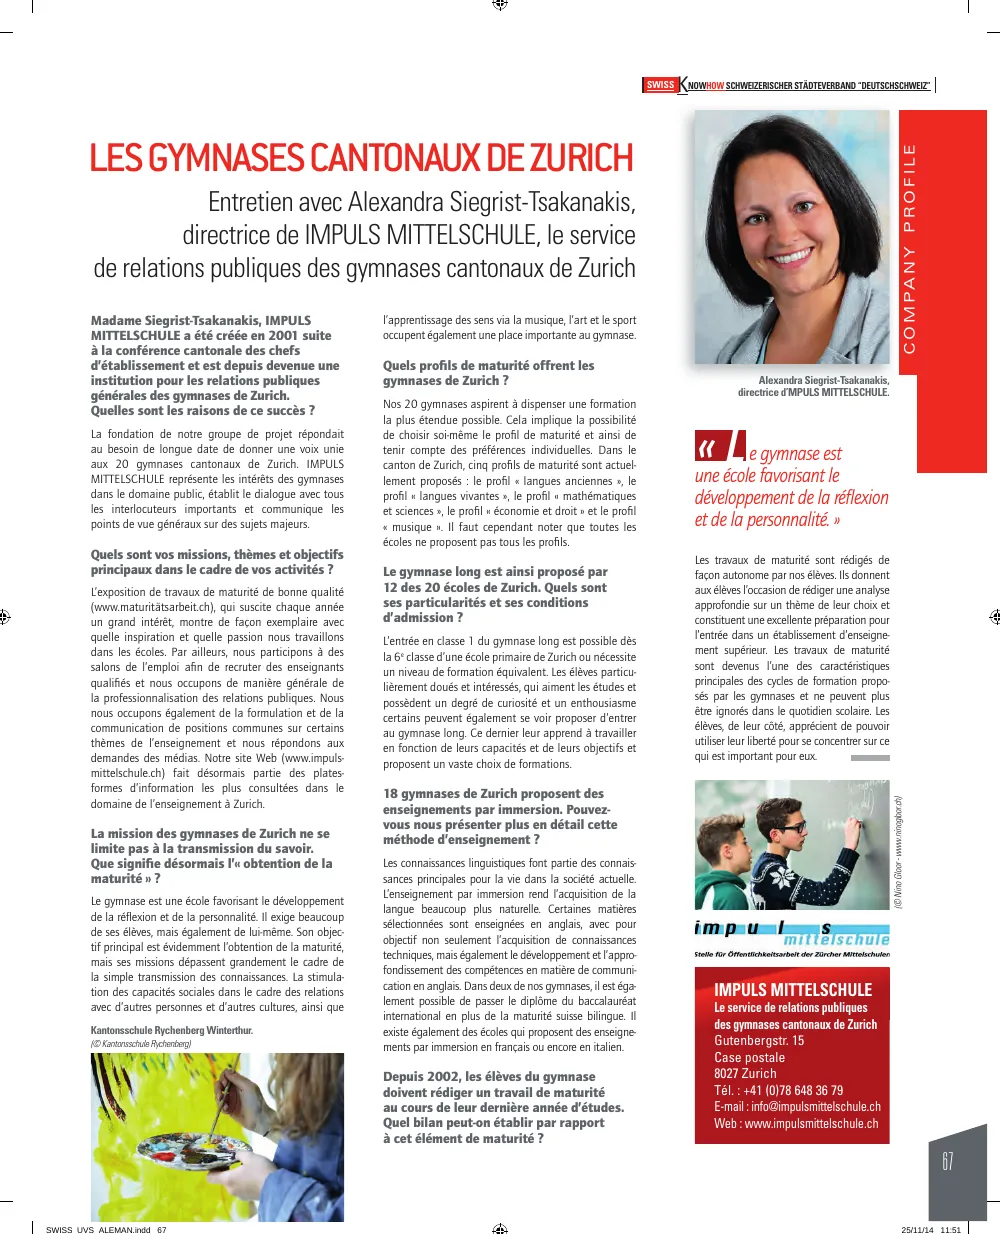 SWISS KNOWHOW SCHWEIZERISCHER STÄDTEVERBAND “DEUTSCHSCHWEIZ”
COMPANY PROFILE
LES GYMNASES CANTONAUX DE ZURICH
Entretien avec Alexandra Siegrist-Tsakanakis,
directrice de IMPULS MITTELSCHULE, le service
de relations publiques des gymnases cantonaux de Zurich
Madame Siegrist-Tsakanakis, IMPULS
MITTELSCHULE a été créée en 2001 suite
à la conférence cantonale des chefs
d’établissement et est depuis devenue une
institution pour les relations publiques
générales des gymnases de Zurich.
Quelles sont les raisons de ce succès ?
La fondation de notre groupe de projet répondait
au besoin de longue date de donner une voix unie
aux 20 gymnases cantonaux de Zurich. IMPULS
MITTELSCHULE représente les intérêts des gymnases
dans le domaine public, établit le dialogue avec tous
les interlocuteurs importants et communique les
points de vue généraux sur des sujets majeurs.
Quels sont vos missions, thèmes et objectifs
principaux dans le cadre de vos activités ?
L’exposition de travaux de maturité de bonne qualité
(www.maturitätsarbeit.ch), qui suscite chaque année
un grand intérêt, montre de façon exemplaire avec
quelle inspiration et quelle passion nous travaillons
dans les écoles. Par ailleurs, nous participons à des
salons de l’emploi afin de recruter des enseignants
qualifiés et nous occupons de manière générale de
la professionnalisation des relations publiques. Nous
nous occupons également de la formulation et de la
communication de positions communes sur certains
thèmes de l’enseignement et nous répondons aux
demandes des médias. Notre site Web (www.impuls-
mittelschule.ch) fait désormais partie des plates-
formes d’information les plus consultées dans le
domaine de l’enseignement à Zurich.
La mission des gymnases de Zurich ne se
limite pas à la transmission du savoir.
Que signifie désormais l’« obtention de la
maturité » ?
Le gymnase est une école favorisant le développement
de la réflexion et de la personnalité. Il exige beaucoup
de ses élèves, mais également de lui-même. Son objec-
tif principal est évidemment l’obtention de la maturité,
mais ses missions dépassent grandement le cadre de
la simple transmission des connaissances. La stimula-
tion des capacités sociales dans le cadre des relations
avec d’autres personnes et d’autres cultures, ainsi que
Kantonsschule Rychenberg Winterthur.
(© Kantonsschule Rychenberg)
l’apprentissage des sens via la musique, l’art et le sport
occupent également une place importante au gymnase.
Quels profils de maturité offrent les
gymnases de Zurich ?
Nos 20 gymnases aspirent à dispenser une formation
la plus étendue possible. Cela implique la possibilité
de choisir soi-même le profil de maturité et ainsi de
tenir compte des préférences individuelles. Dans le
canton de Zurich, cinq profils de maturité sont actuel-
lement proposés : le profil « langues anciennes », le
profil « langues vivantes », le profil « mathématiques
et sciences », le profil « économie et droit » et le profil
« musique ». Il faut cependant noter que toutes les
écoles ne proposent pas tous les profils.
Le gymnase long est ainsi proposé par
12 des 20 écoles de Zurich. Quels sont
ses particularités et ses conditions
d’admission ?
L’entrée en classe 1 du gymnase long est possible dès
la 6e classe d’une école primaire de Zurich ou nécessite
un niveau de formation équivalent. Les élèves particu-
lièrement doués et intéressés, qui aiment les études et
possèdent un degré de curiosité et un enthousiasme
certains peuvent également se voir proposer d’entrer
au gymnase long. Ce dernier leur apprend à travailler
en fonction de leurs capacités et de leurs objectifs et
proposent un vaste choix de formations.
18 gymnases de Zurich proposent des
enseignements par immersion. Pouvez-
vous nous présenter plus en détail cette
méthode d’enseignement ?
Les connaissances linguistiques font partie des connais-
sances principales pour la vie dans la société actuelle.
L’enseignement par immersion rend l’acquisition de la
langue beaucoup plus naturelle. Certaines matières
sélectionnées sont enseignées en anglais, avec pour
objectif non seulement l’acquisition de connaissances
techniques, mais également le développement et l’appro-
fondissement des compétences en matière de communi-
cation en anglais. Dans deux de nos gymnases, il est éga-
lement possible de passer le diplôme du baccalauréat
international en plus de la maturité suisse bilingue. Il
existe également des écoles qui proposent des enseigne-
ments par immersion en français ou encore en italien.
Depuis 2002, les élèves du gymnase
doivent rédiger un travail de maturité
au cours de leur dernière année d’études.
Quel bilan peut-on établir par rapport
à cet élément de maturité ?
Alexandra Siegrist-Tsakanakis,
directrice d’MPULS MITTELSCHULE.
« Le gymnase est
une école favorisant le
développement de la réflexion
et de la personnalité. »
Les travaux de maturité sont rédigés de
façon autonome par nos élèves. Ils donnent
aux élèves l’occasion de rédiger une analyse
approfondie sur un thème de leur choix et
constituent une excellente préparation pour
l’entrée dans un établissement d’enseigne-
ment supérieur. Les travaux de maturité
sont devenus l’une des caractéristiques
principales des cycles de formation propo-
sés par les gymnases et ne peuvent plus
être ignorés dans le quotidien scolaire. Les
élèves, de leur côté, apprécient de pouvoir
utiliser leur liberté pour se concentrer sur ce
qui est important pour eux.
(© Nino Gloor - www.ninogloor.ch)
impuls
mittelschule
Stelle für Öffentlichkeitsarbeit der Zürcher Mittelschulen
IMPULS MITTELSCHULE
Le service de relations publiques
des gymnases cantonaux de Zurich
Gutenbergstr. 15
Case postale
8027 Zurich
Tél. : +41 (0)78 648 36 79
E-mail : info@impulsmittelschule.ch
Web : www.impulsmittelschule.ch
67
SWISS_UVS_ALEMAN.indd 67
25/11/14 11:51